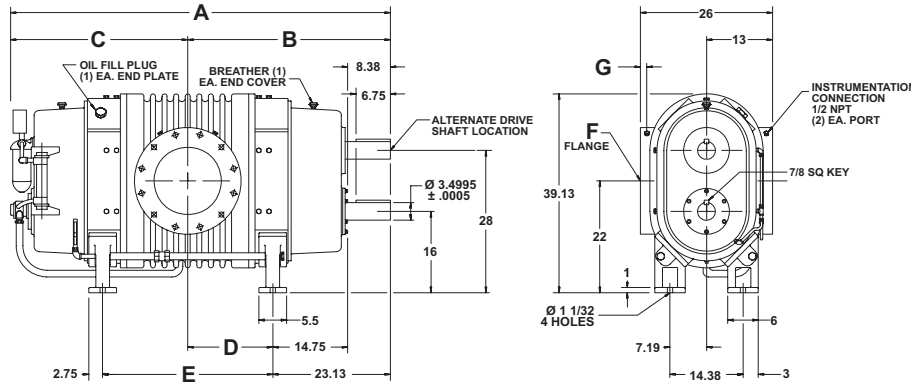 A
C
B
OIL FILL PLUG
(1) EA. END PLATE
BREATHER (1)
EA. END COVER
8.38
6.75
ALTERNATE DRIVE
SHAFT LOCATION
Ø 3.4995
± .0005
28
16
5.5
D
14.75
2.75
E
23.13
26
13
G
INSTRUMENTATION
CONNECTION
1/2 NPT
(2) EA. PORT
F
FLANGE
7/8 SQ KEY
39.13
22
1
Ø 1 1/32
4 HOLES
6
7.19
14.38
3